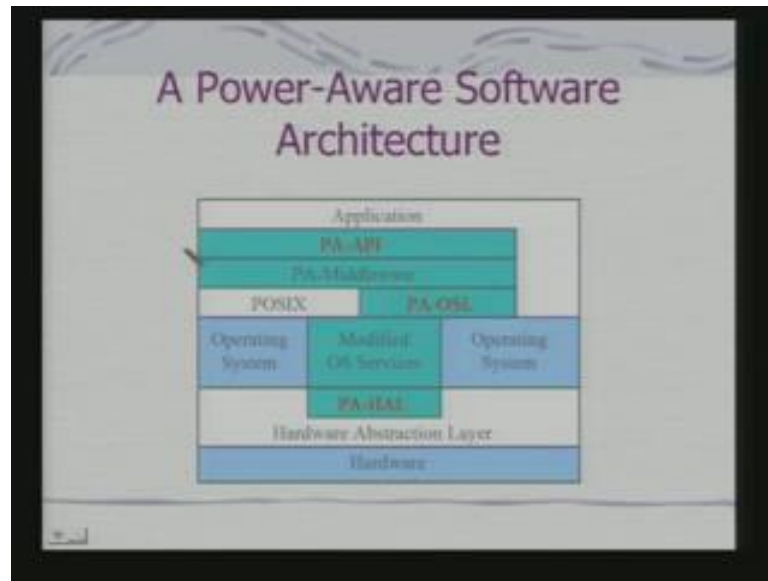 A Power-Aware Software
Architecture
Application
PA-API
PA-Middleware
POSIX
PA-OSL
Operating
System
Modified
OS Services
Operating
System
PA-HAL
Hardware Abstraction Layer
Hardware